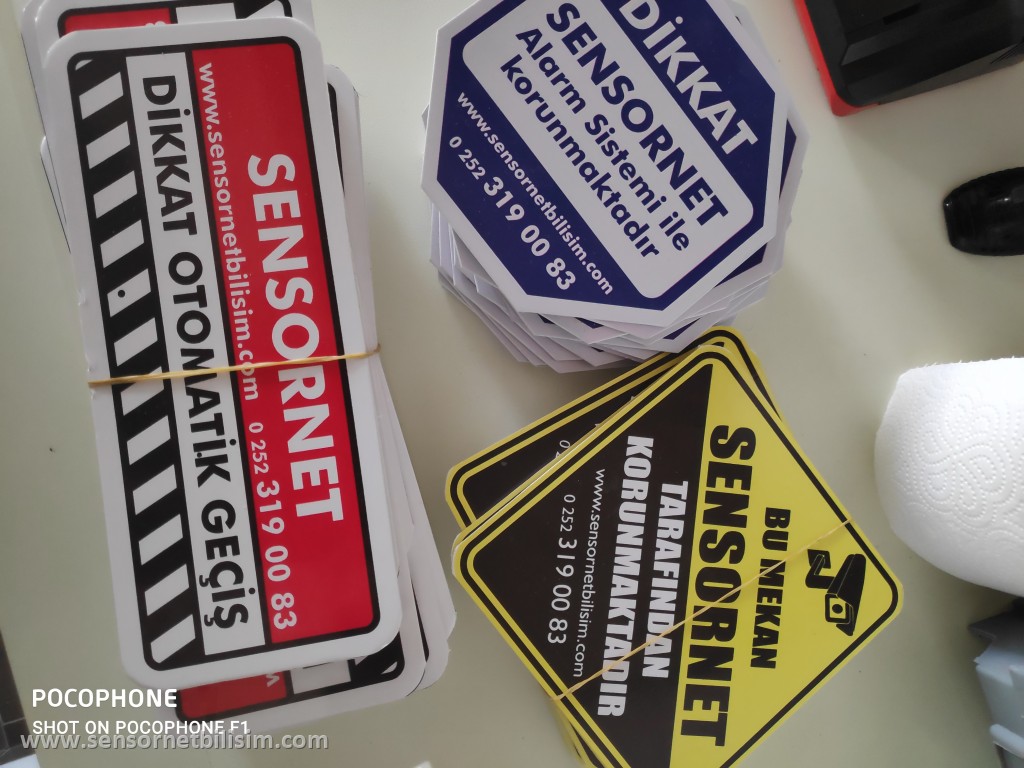 DİKKAT OTOMATİK GEÇİŞ
SENSORNET
www.sensornetbilisim.com 0 252 319 00 83
DİKKAT
SENSORNET
Alarm Sistemi ile
korunmaktadır
www.sensornetbilisim.com
0 252 319 00 83
BU MEKAN
SENSORNET
TARAFINDAN
KORUNMAKTADIR
www.sensornetbilisim.com
0 252 319 00 83
POCOPHONE
SHOT ON POCOPHONE F1
www.sensornetbilisim.com